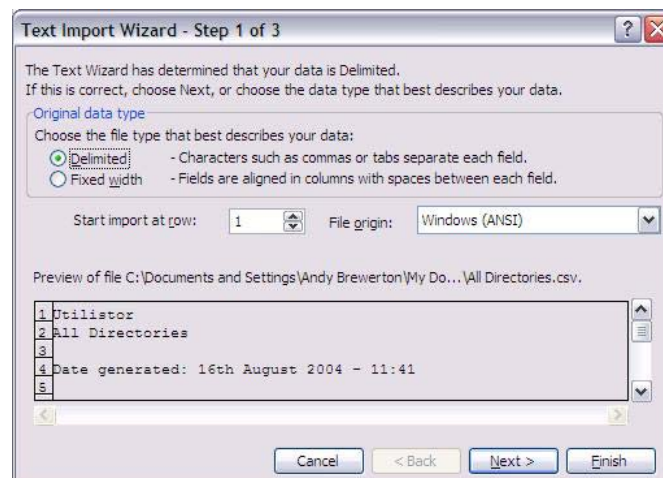 Text Import Wizard - Step 1 of 3
The Text Wizard has determined that your data is Delimited.
If this is correct, choose Next, or choose the data type that best describes your data.
Original data type
Choose the file type that best describes your data:
Delimited - Characters such as commas or tabs separate each field.
Fixed width - Fields are aligned in columns with spaces between each field.
Start import at row: 1 File origin: Windows (ANSI)
Preview of file C:\Documents and Settings\Andy Brewerton\My Do...\All Directories.csv.
1 Utilistor
2 All Directories
3
4 Date generated: 16th August 2004 - 11:41
5
Cancel < Back Next > Finish